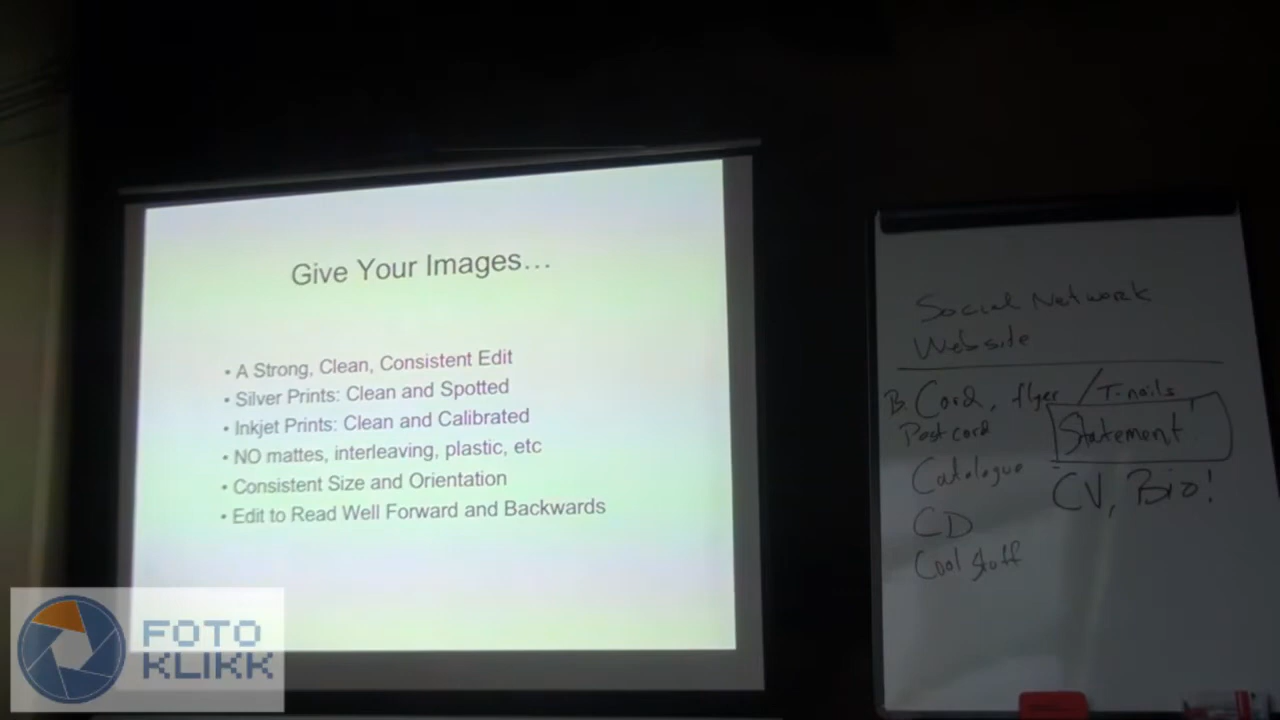 Give Your Images…
• A Strong, Clean, Consistent Edit
• Silver Prints: Clean and Spotted
• Inkjet Prints: Clean and Calibrated
• NO mattes, interleaving, plastic, etc
• Consistent Size and Orientation
• Edit to Read Well Forward and Backwards
Social Network
Website
B. Card, flyer / T-nails
Postcard
Statement
Catalogue
CV, Bio!
CD
Cool stuff
FOTO
KLIKK